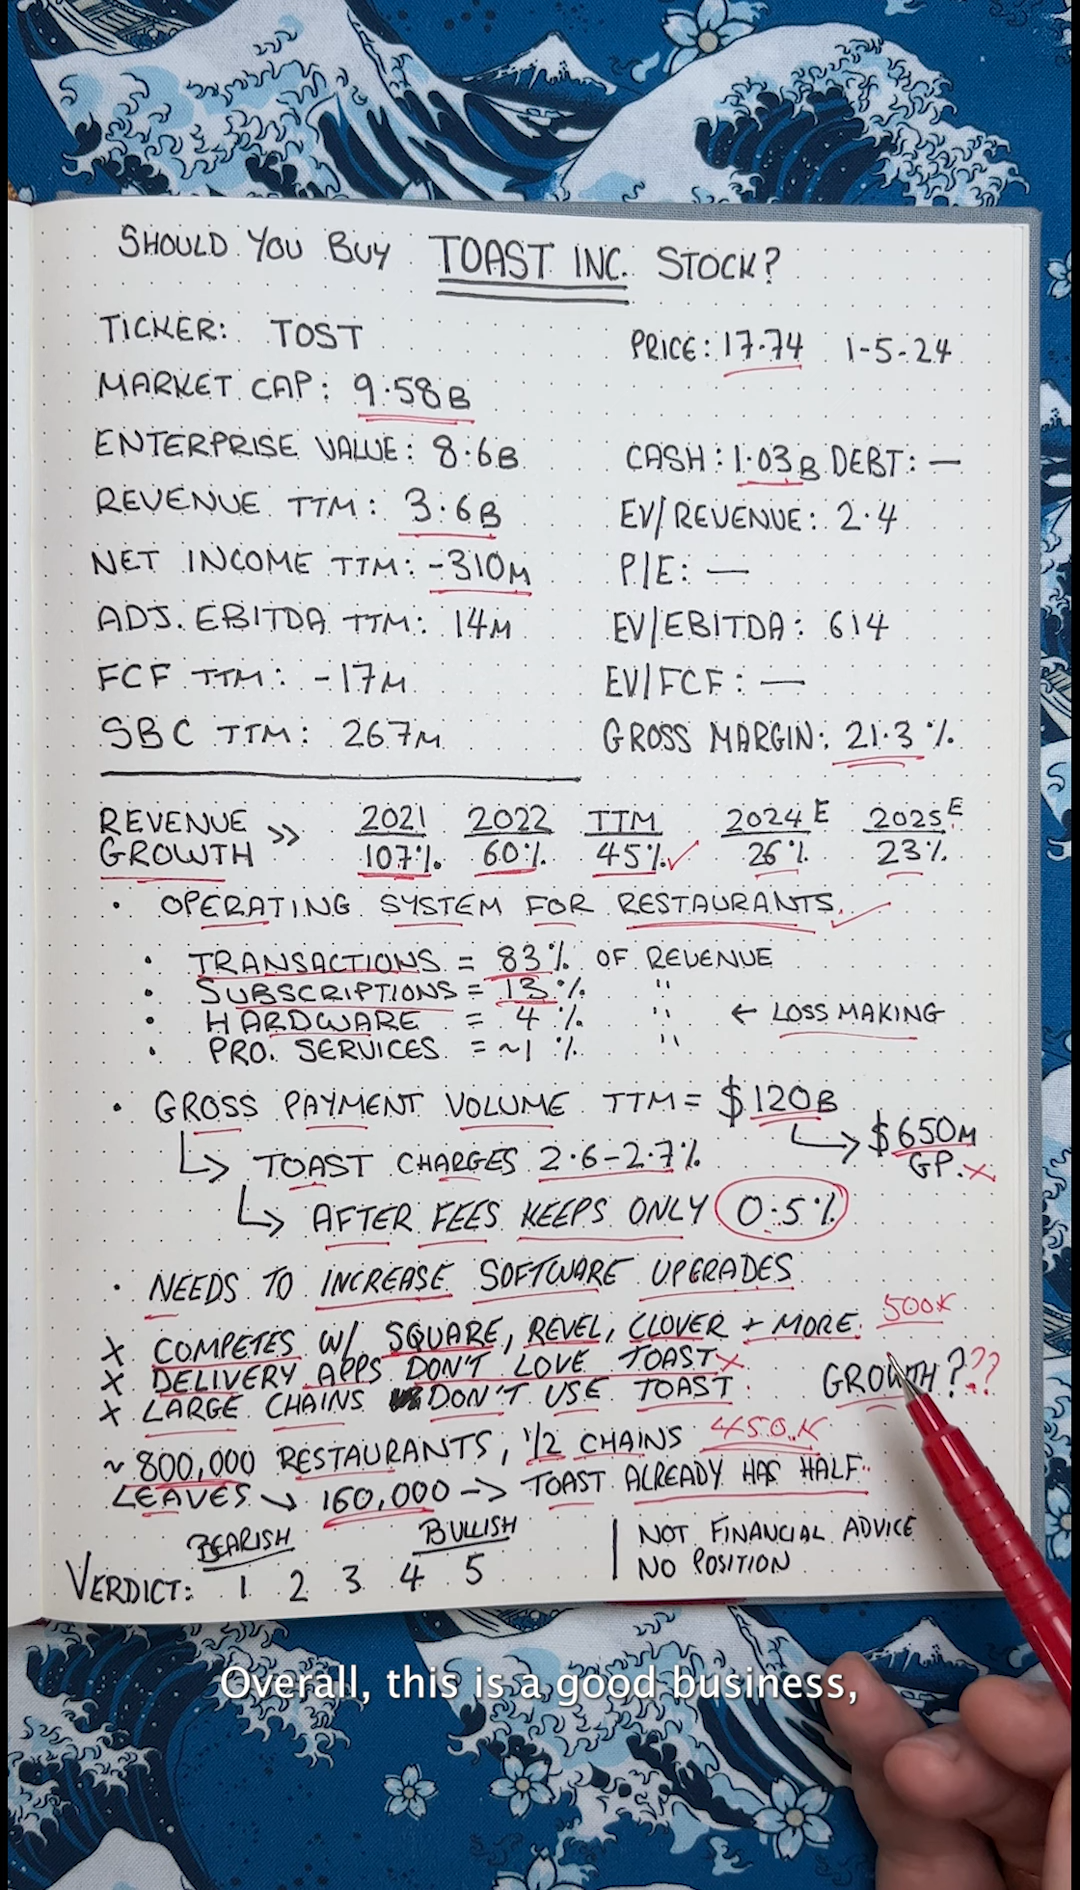 SHOULD YOU BUY TOAST INC. STOCK?
TICKER: TOST
PRICE: 17.74 1-5-24
MARKET CAP: 9.58B
ENTERPRISE VALUE: 8.6B
CASH: 1.03B DEBT: —
REVENUE TTM: 3.6B
EV/REVENUE: 2.4
NET INCOME TTM: -310M
P/E: —
ADJ. EBITDA TTM: 14M
EV/EBITDA: 614
FCF TTM: -17M
EV/FCF: —
SBC TTM: 267M
GROSS MARGIN: 21.3%
REVENUE GROWTH >> 2021 2022 TTM 2024E 2025E
107% 60% 45%✓ 26% 23%
• OPERATING SYSTEM FOR RESTAURANTS. ✓
• TRANSACTIONS = 83% OF REVENUE
• SUBSCRIPTIONS = 13% "
• HARDWARE = 4% " ← LOSS MAKING
• PRO. SERVICES = ~1% "
• GROSS PAYMENT VOLUME TTM = $120B
↳ $650M GP. x
↳ TOAST CHARGES 2.6-2.7%
↳ AFTER FEES KEEPS ONLY 0.5%
• NEEDS TO INCREASE SOFTWARE UPGRADES
500K
X COMPETES W/ SQUARE, REVEL, CLOVER + MORE.
X DELIVERY APPS DON'T LOVE TOAST x
X LARGE CHAINS DON'T USE TOAST
GROWTH???
450K
~800,000 RESTAURANTS, 1/2 CHAINS
LEAVES → 160,000 -> TOAST ALREADY HAS HALF.
BEARISH BULLISH
VERDICT: 1 2 3 4 5
NOT FINANCIAL ADVICE
NO POSITION
Overall, this is a good business,